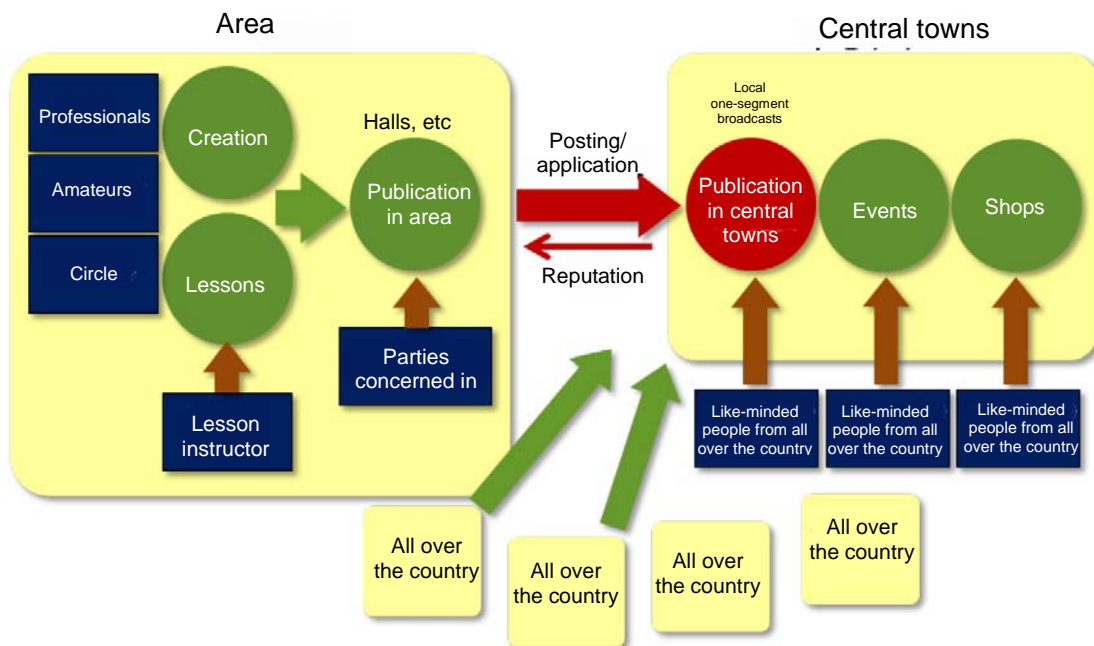 Area
Central towns
Professionals
Amateurs
Circle
Creation
Lessons
Lesson
instructor
Halls, etc
Publication
in area
Parties
concerned in
Posting/
application
Reputation
Local
one-segment
broadcasts
Publication
in central
towns
Events
Shops
Like-minded
people from all
over the country
Like-minded
people from all
over the country
Like-minded
people from all
over the country
All over
the country
All over
the country
All over
the country
All over
the country